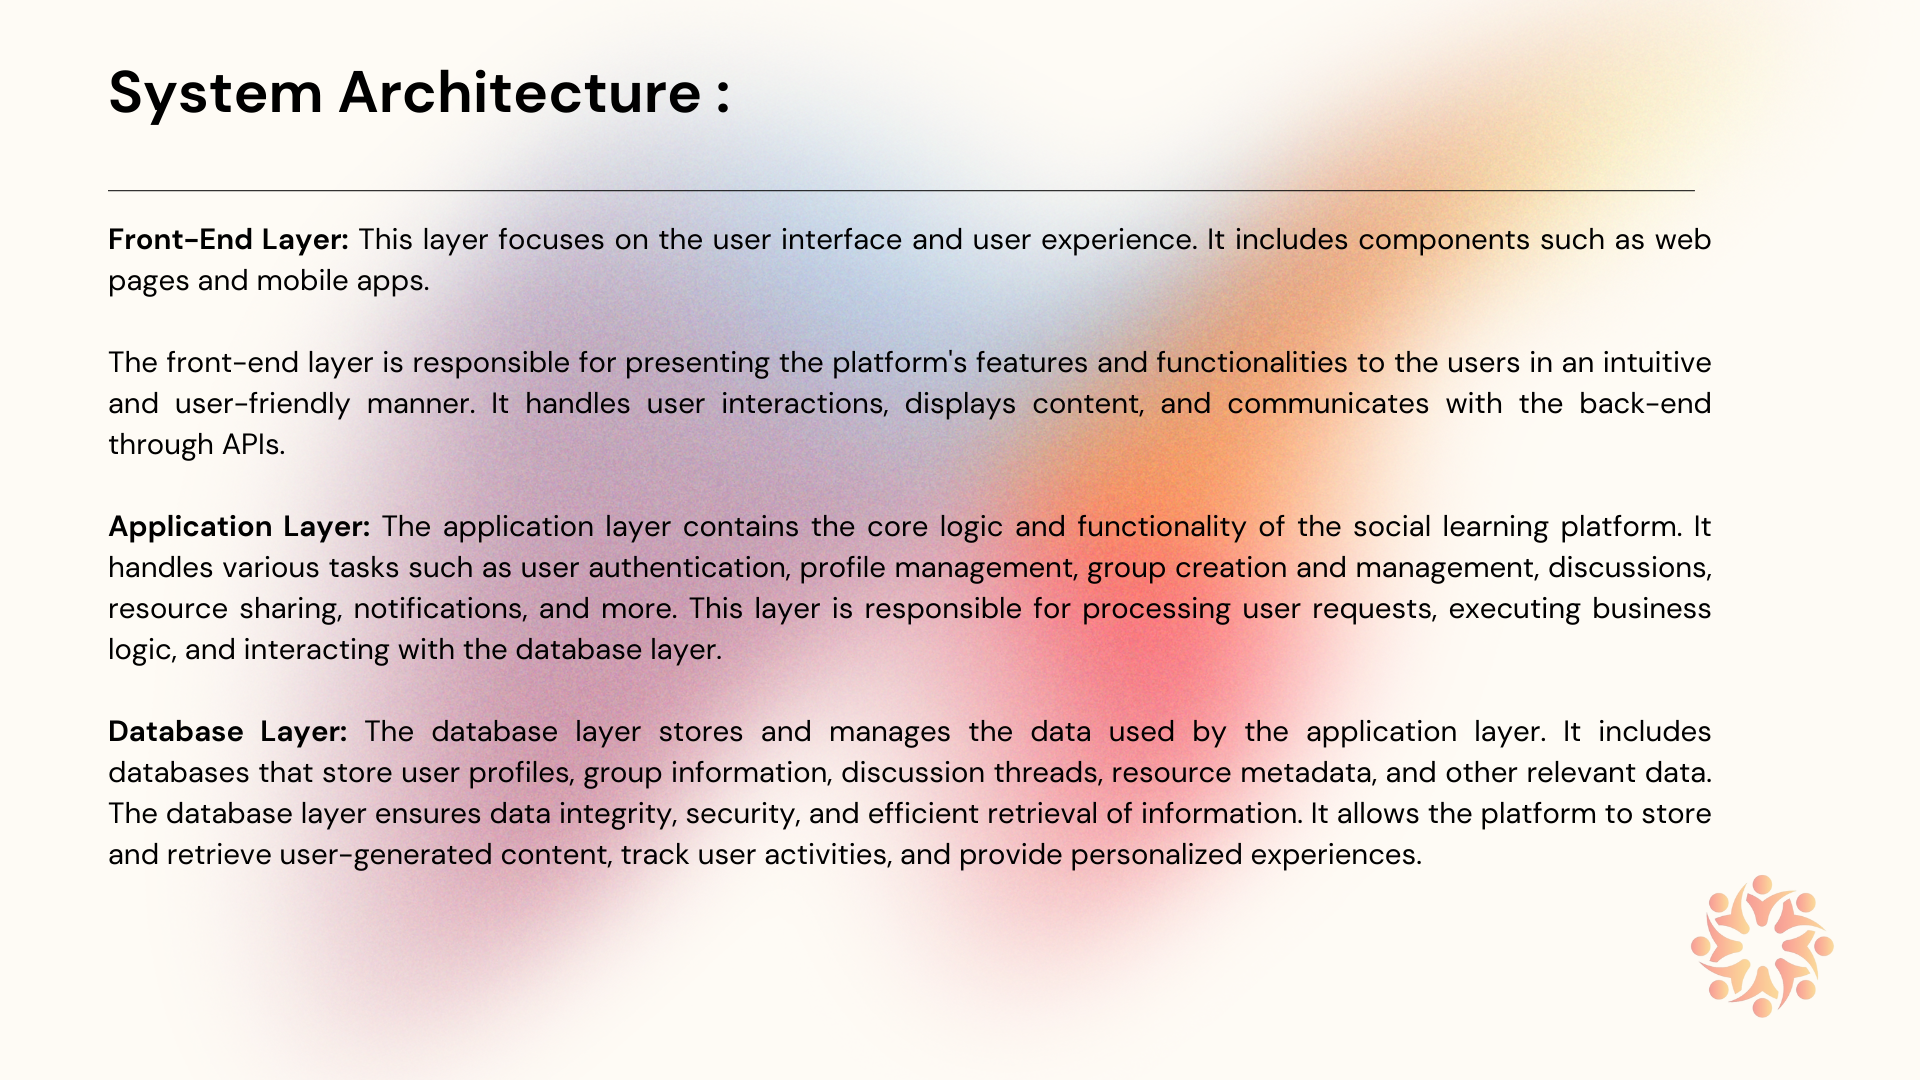 System Architecture :
Front-End Layer: This layer focuses on the user interface and user experience. It includes components such as web
pages and mobile apps.
The front-end layer is responsible for presenting the platform's features and functionalities to the users in an intuitive
and user-friendly manner. It handles user interactions, displays content, and communicates with the back-end
through APIs.
Application Layer: The application layer contains the core logic and functionality of the social learning platform. It
handles various tasks such as user authentication, profile management, group creation and management, discussions,
resource sharing, notifications, and more. This layer is responsible for processing user requests, executing business
logic, and interacting with the database layer.
Database Layer: The database layer stores and manages the data used by the application layer. It includes
databases that store user profiles, group information, discussion threads, resource metadata, and other relevant data.
The database layer ensures data integrity, security, and efficient retrieval of information. It allows the platform to store
and retrieve user-generated content, track user activities, and provide personalized experiences.